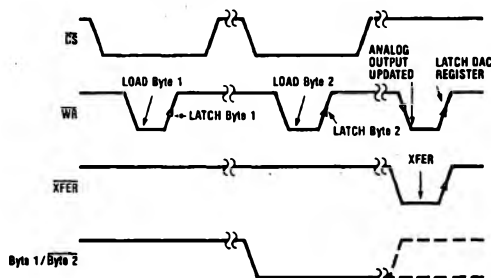 CS
ANALOG
OUTPUT
UPDATED
LATCH DAC
REGISTER
LOAD Byte 1
LOAD Byte 2
WR
LATCH Byte 1
LATCH Byte 2
XFER
XFER
Byte 1/Byte 2